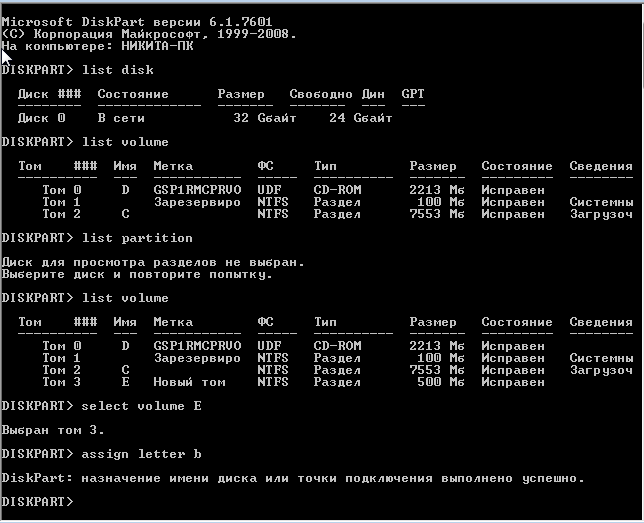 Microsoft DiskPart версии 6.1.7601
(C) Корпорация Майкрософт, 1999-2008.
На компьютере: НИКИТА-ПК
DISKPART> list disk
Диск ### Состояние Размер Свободно Дин GPT
-------- ------------- ------- ------- --- ---
Диск 0 В сети 32 Gбайт 24 Gбайт
DISKPART> list volume
Том ### Имя Метка ФС Тип Размер Состояние Сведения
---------- --- ----------- ----- ---------- ------- --------- --------
Том 0 D GSP1RMCPRVO UDF CD-ROM 2213 Mб Исправен
Том 1 Зарезервиро NTFS Раздел 100 Mб Исправен Системны
Том 2 C NTFS Раздел 7553 Mб Исправен Загрузоч
DISKPART> list partition
Диск для просмотра разделов не выбран.
Выберите диск и повторите попытку.
DISKPART> list volume
Том ### Имя Метка ФС Тип Размер Состояние Сведения
---------- --- ----------- ----- ---------- ------- --------- --------
Том 0 D GSP1RMCPRVO UDF CD-ROM 2213 Mб Исправен
Том 1 Зарезервиро NTFS Раздел 100 Mб Исправен Системны
Том 2 C NTFS Раздел 7553 Mб Исправен Загрузоч
Том 3 E Новый том NTFS Раздел 500 Mб Исправен
DISKPART> select volume E
Выбран том 3.
DISKPART> assign letter b
DiskPart: назначение имени диска или точки подключения выполнено успешно.
DISKPART>